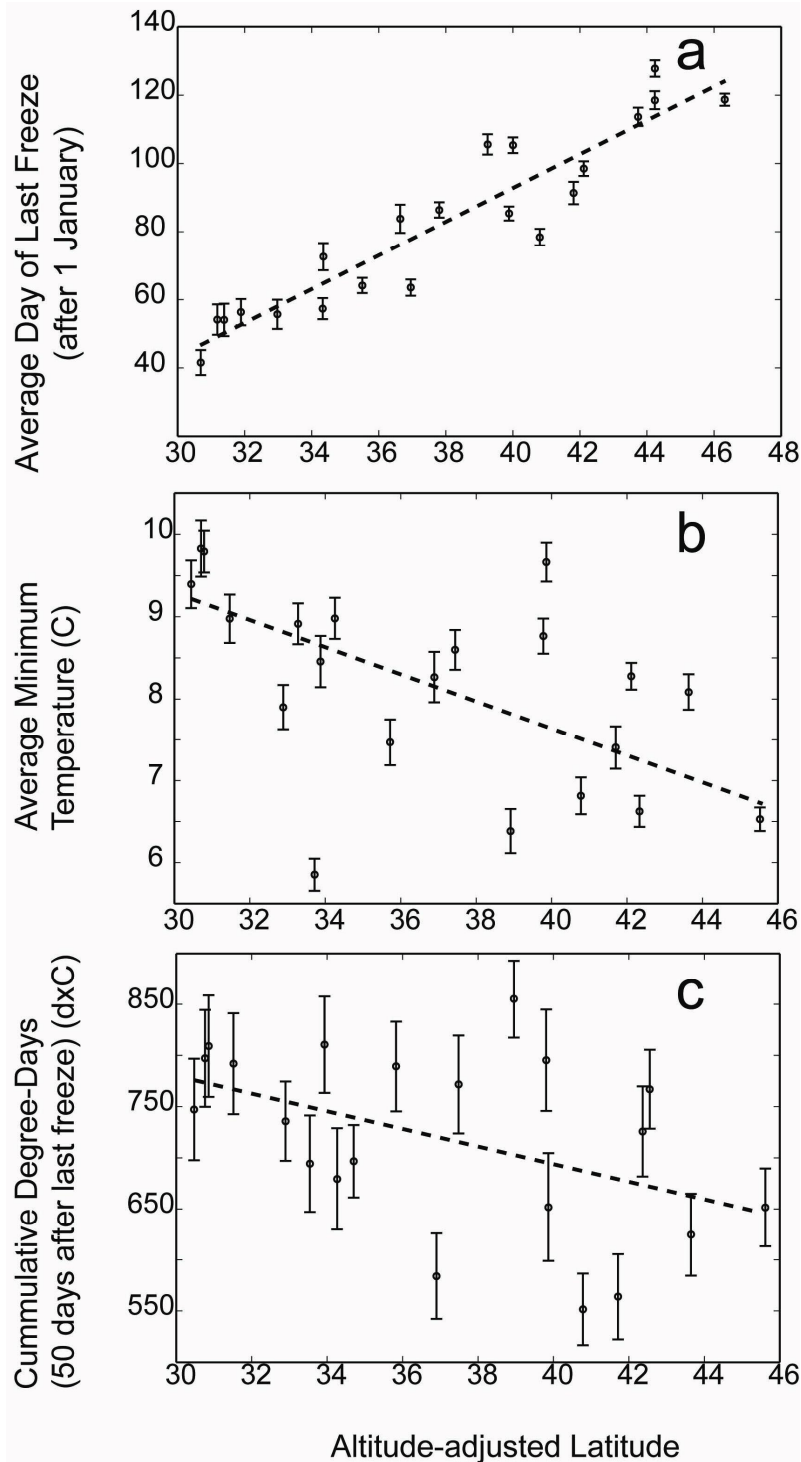 a
Average Day of Last Freeze
(after 1 January)
140
120
100
80
60
40
30 32 34 36 38 40 42 44 46 48
b
Average Minimum
Temperature (C)
10
9
8
7
6
30 32 34 36 38 40 42 44 46
c
Cummulative Degree-Days
(50 days after last freeze) (dxC)
850
750
650
550
30 32 34 36 38 40 42 44 46
Altitude-adjusted Latitude